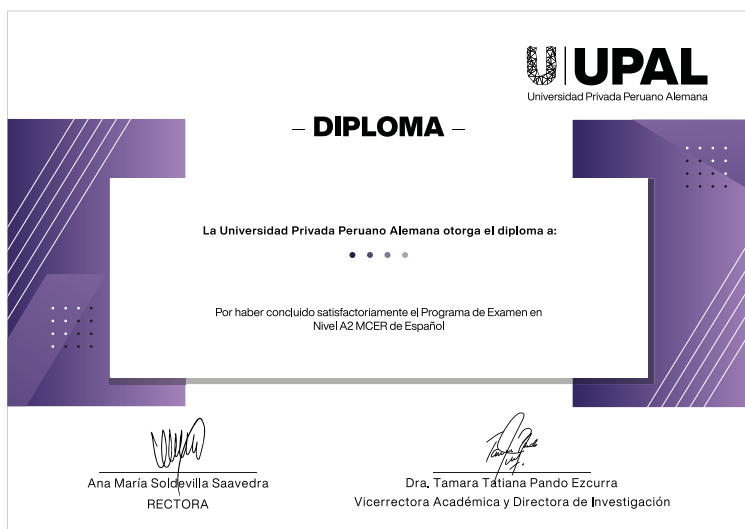 UPAL
Universidad Privada Peruano Alemana
– DIPLOMA –
La Universidad Privada Peruano Alemana otorga el diploma a:
Por haber concluido satisfactoriamente el Programa de Examen en
Nivel A2 MCER de Español
Ana María Soldevilla Saavedra
RECTORA
Dra. Tamara Tatiana Pando Ezcurra
Vicerrectora Académica y Directora de Investigación